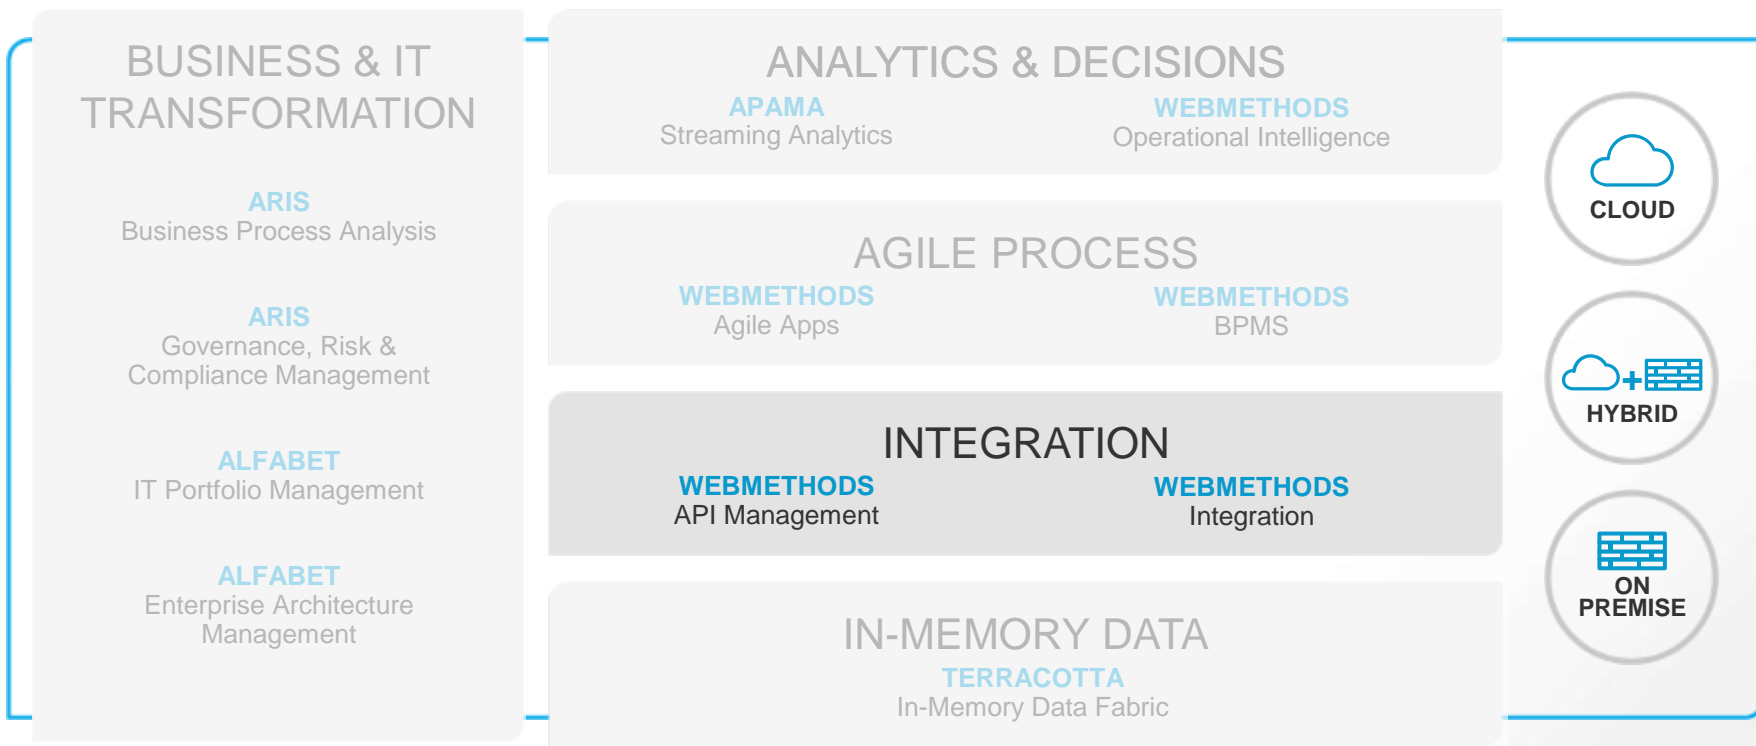 BUSINESS & IT
TRANSFORMATION
ARIS
Business Process Analysis
ARIS
Governance, Risk &
Compliance Management
ALFABET
IT Portfolio Management
ALFABET
Enterprise Architecture
Management
ANALYTICS & DECISIONS
APAMA
Streaming Analytics
WEBMETHODS
Operational Intelligence
AGILE PROCESS
WEBMETHODS
Agile Apps
WEBMETHODS
BPMS
INTEGRATION
WEBMETHODS
API Management
WEBMETHODS
Integration
IN-MEMORY DATA
TERRACOTTA
In-Memory Data Fabric
CLOUD
+
HYBRID
ON
PREMISE